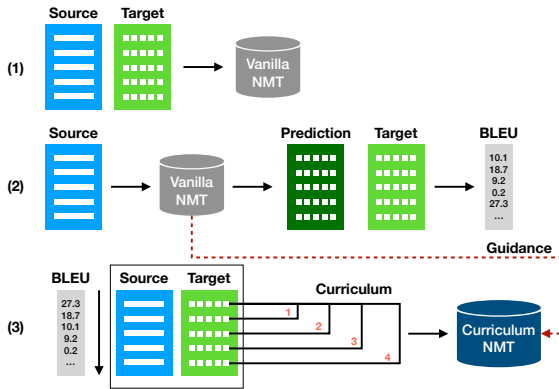 Source Target
(1)
Vanilla
NMT
Source Prediction Target BLEU
(2)
Vanilla
NMT
10.1
18.7
9.2
0.2
27.3
...
Guidance
BLEU Source Target Curriculum
(3)
27.3
18.7
10.1
9.2
0.2
...
1
2
3
4
Curriculum
NMT